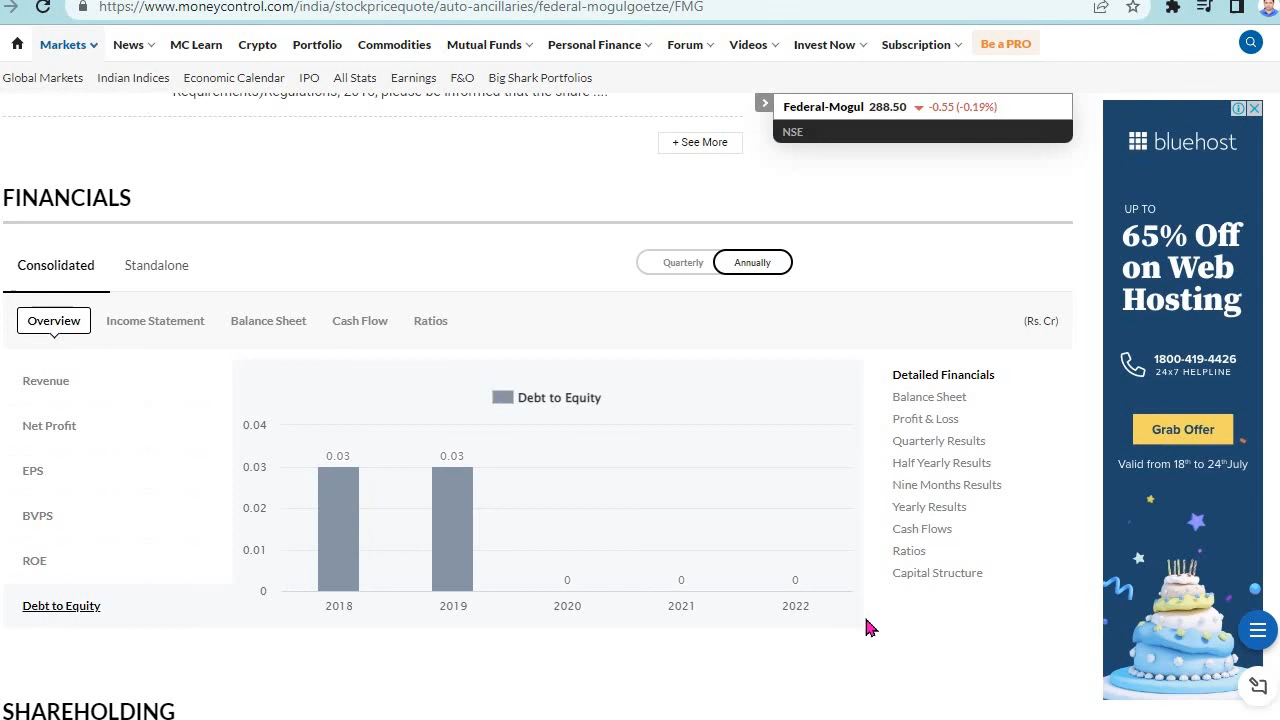 https://www.moneycontrol.com/india/stockpricequote/auto-ancillaries/federal-mogulgoetze/FMG
Markets News MC Learn Crypto Portfolio Commodities Mutual Funds Personal Finance Forum Videos Invest Now Subscription Be a PRO
Global Markets Indian Indices Economic Calendar IPO All Stats Earnings F&O Big Shark Portfolios
Requirements)Regulations, 2018, please be informed that the share ....
+ See More
Federal-Mogul 288.50 -0.55 (-0.19%)
NSE
FINANCIALS
Consolidated Standalone
Quarterly Annually
Overview Income Statement Balance Sheet Cash Flow Ratios (Rs. Cr)
Revenue
Net Profit
EPS
BVPS
ROE
Debt to Equity
Debt to Equity
0.04
0.03
0.02
0.01
0
0.03 0.03 0 0 0
2018 2019 2020 2021 2022
Detailed Financials
Balance Sheet
Profit & Loss
Quarterly Results
Half Yearly Results
Nine Months Results
Yearly Results
Cash Flows
Ratios
Capital Structure
SHAREHOLDING
bluehost
UP TO
65% Off
on Web
Hosting
1800-419-4426
24x7 HELPLINE
Grab Offer
Valid from 18th to 24thJuly